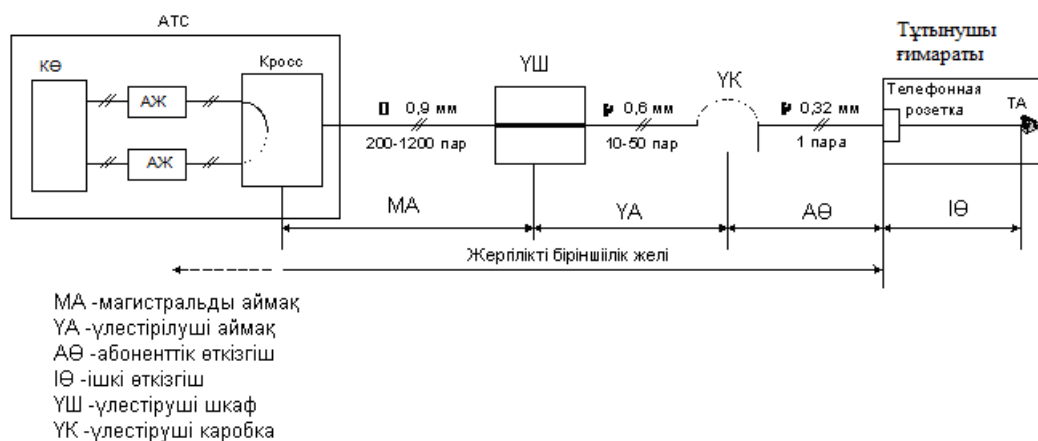 АТС
КӨ
АЖ
АЖ
Кросс
0,9 мм
200-1200 пар
ҮШ
0,6 мм
10-50 пар
ҮК
0,32 мм
1 пара
Тұтынушы
ғимараты
Телефонная
розетка
ТА
МА
ҮА
АӨ
ІӨ
Жергілікті біріншіілік желі
МА -магистральды аймақ
ҮА -үлестірілуші аймақ
АӨ -абоненттік өткізгіш
ІӨ -ішкі өткізгіш
ҮШ -үлестіруші шкаф
ҮК -үлестіруші каробка